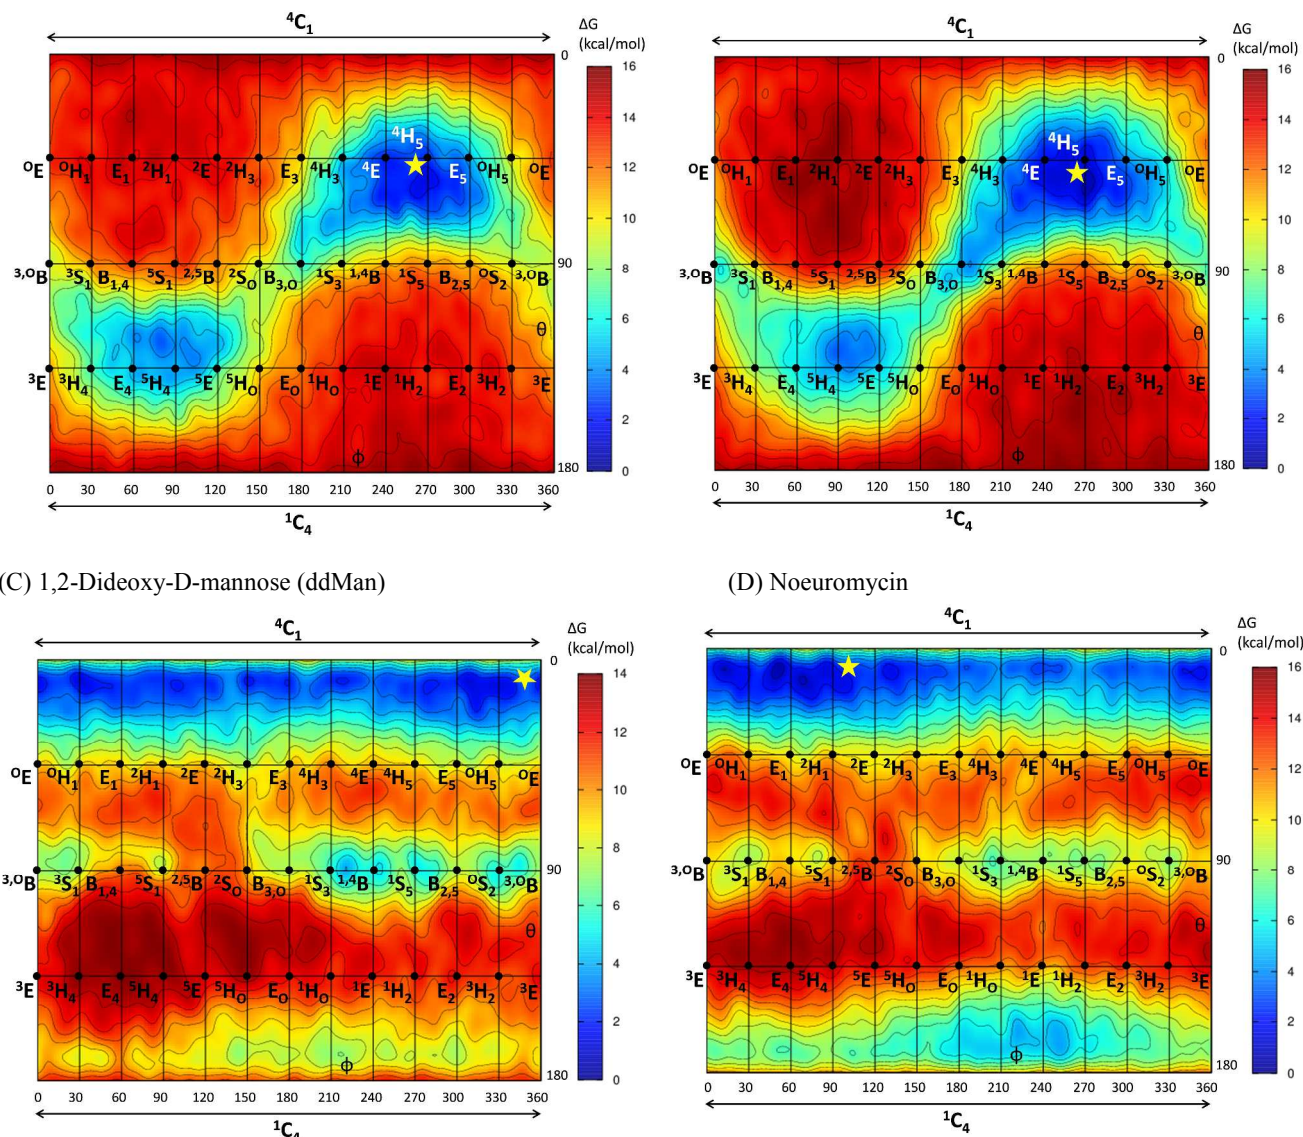 ⁴C₁ ⁴C₁
ΔG
(kcal/mol)
ΔG
(kcal/mol)
0 16 0 16
14 14
⁴H₅ ⁴H₅
12 12
ᴼE ᴼH₁ E₁ ²H₁ ²E ²H₃ E₃ ⁴H₃ ⁴E E₅ ᴼH₅ ᴼE
ᴼE ᴼH₁ E₁ ²H₁ ²E ²H₃ E₃ ⁴H₃ ⁴E E₅ ᴼH₅ ᴼE
10 10
8 8
³,ᴼB ³S₁ B₁,₄ ⁵S₁ ²,⁵B ²Sₒ B₃,ₒ ¹S₃ ¹,⁴B ¹S₅ B₂,₅ ᴼS₂ ³,ᴼB 90
³,ᴼB ³S₁ B₁,₄ ⁵S₁ ²,⁵B ²Sₒ B₃,ₒ ¹S₃ ¹,⁴B ¹S₅ B₂,₅ ᴼS₂ ³,ᴼB 90
6 6
θ θ
4 4
³E ³H₄ E₄ ⁵H₄ ⁵E ⁵Hₒ Eₒ ¹Hₒ ¹E ¹H₂ E₂ ³H₂ ³E
³E ³H₄ E₄ ⁵H₄ ⁵E ⁵Hₒ Eₒ ¹Hₒ ¹E ¹H₂ E₂ ³H₂ ³E
2 2
ϕ 180 0 ϕ 180 0
0 30 60 90 120 150 180 210 240 270 300 330 360
0 30 60 90 120 150 180 210 240 270 300 330 360
¹C₄ ¹C₄
(C) 1,2-Dideoxy-D-mannose (ddMan) (D) Noeuromycin
⁴C₁ ⁴C₁
ΔG
(kcal/mol)
ΔG
(kcal/mol)
0 14 0 16
12 14
ᴼE ᴼH₁ E₁ ²H₁ ²E ²H₃ E₃ ⁴H₃ ⁴E ⁴H₅ E₅ ᴼH₅ ᴼE
ᴼE ᴼH₁ E₁ ²H₁ ²E ²H₃ E₃ ⁴H₃ ⁴E ⁴H₅ E₅ ᴼH₅ ᴼE
10 12
8 10
³,ᴼB ³S₁ B₁,₄ ⁵S₁ ²,⁵B ²Sₒ B₃,ₒ ¹S₃ ¹,⁴B ¹S₅ B₂,₅ ᴼS₂ ³,ᴼB 90
³,ᴼB ³S₁ B₁,₄ ⁵S₁ ²,⁵B ²Sₒ B₃,ₒ ¹S₃ ¹,⁴B ¹S₅ B₂,₅ ᴼS₂ ³,ᴼB 90
6 8
θ θ
4 6
³E ³H₄ E₄ ⁵H₄ ⁵E ⁵Hₒ Eₒ ¹Hₒ ¹E ¹H₂ E₂ ³H₂ ³E
³E ³H₄ E₄ ⁵H₄ ⁵E ⁵Hₒ Eₒ ¹Hₒ ¹E ¹H₂ E₂ ³H₂ ³E
2 4
2
ϕ 180 0 ϕ 180 0
0 30 60 90 120 150 180 210 240 270 300 330 360
0 30 60 90 120 150 180 210 240 270 300 330 360
¹C₄ ¹C₄